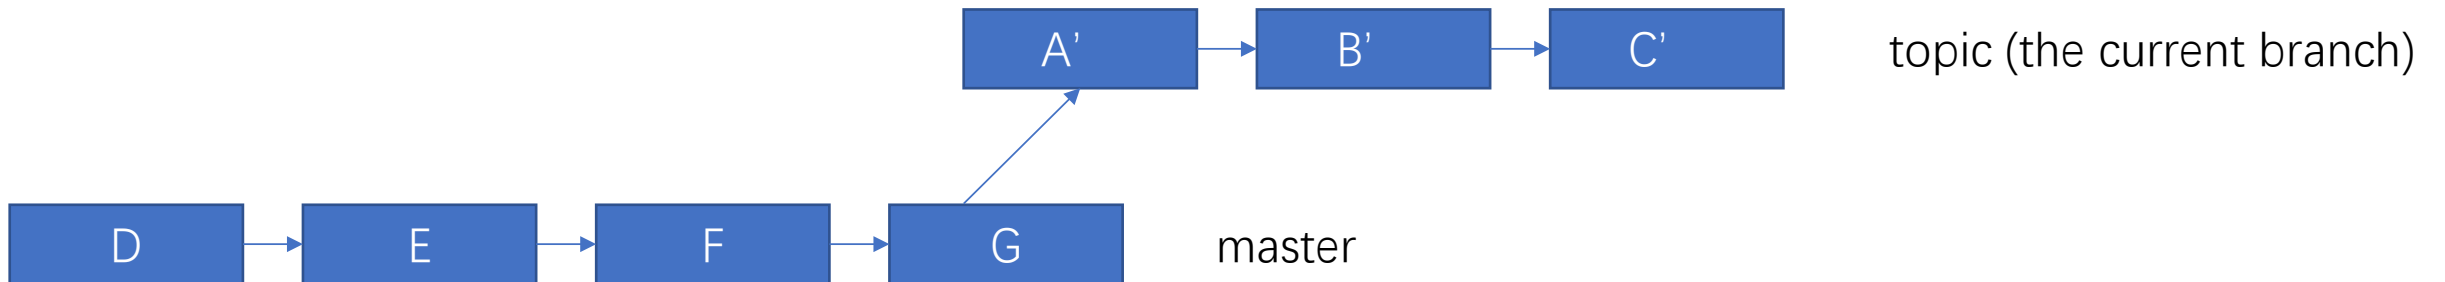 A’ B’ C’ topic (the current branch)
D E F G master